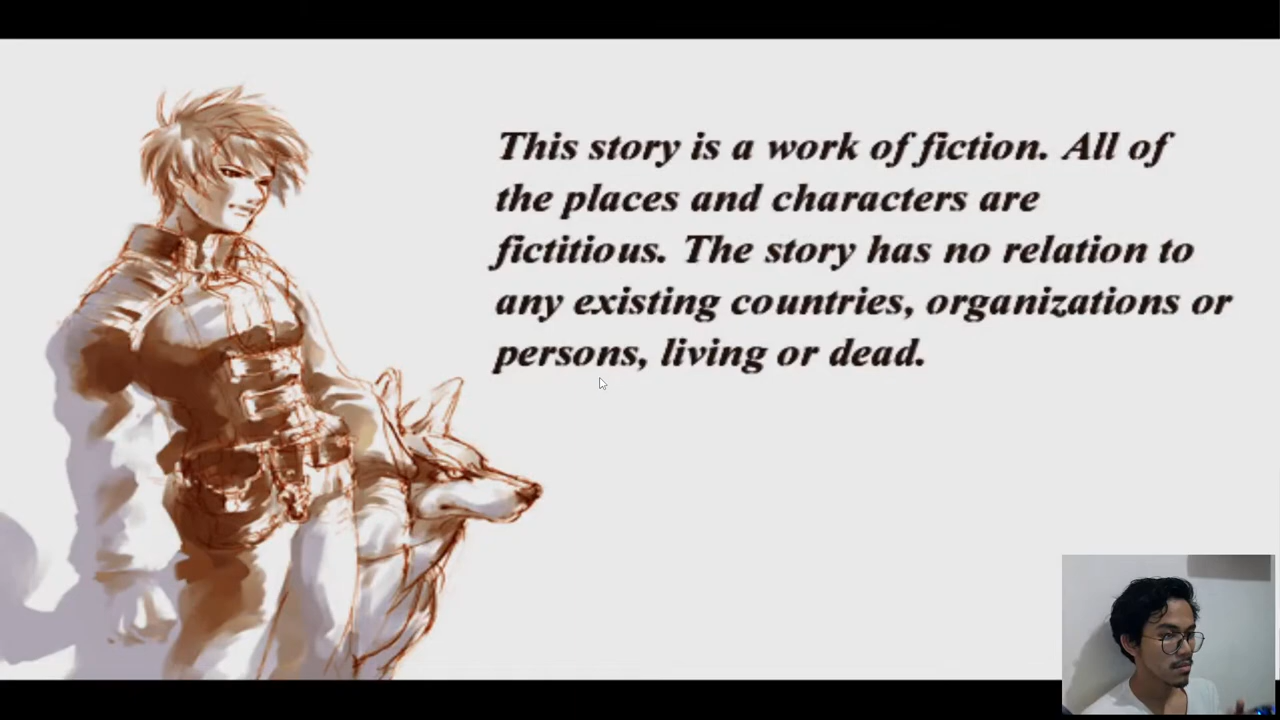 This story is a work of fiction. All of
the places and characters are
fictitious. The story has no relation to
any existing countries, organizations or
persons, living or dead.